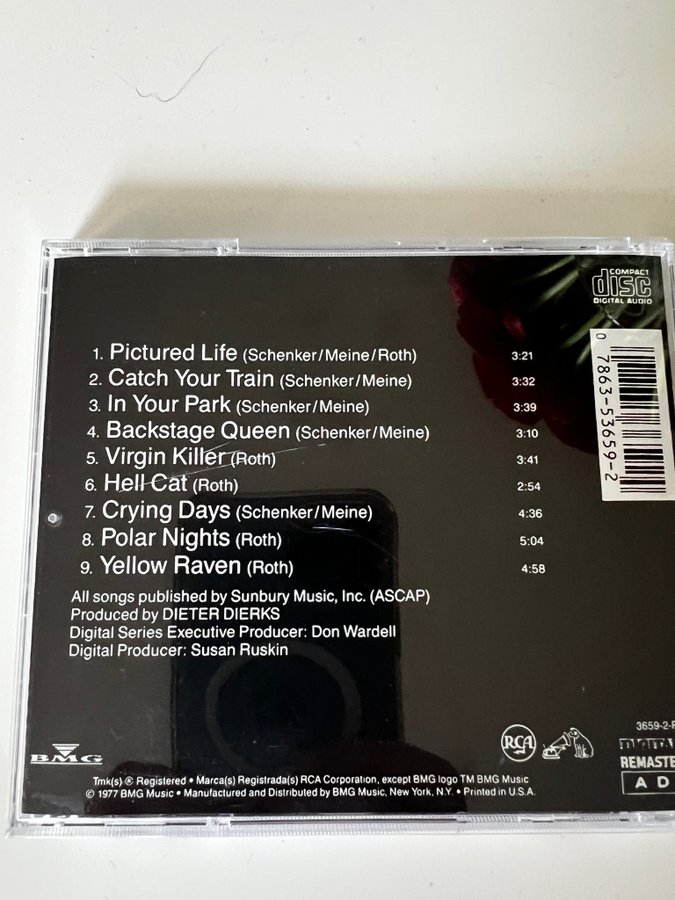 COMPACT
disc
DIGITAL AUDIO
0 7863-53659-2
1. Pictured Life (Schenker/Meine/Roth) 3:21
2. Catch Your Train (Schenker/Meine) 3:32
3. In Your Park (Schenker/Meine) 3:39
4. Backstage Queen (Schenker/Meine) 3:10
5. Virgin Killer (Roth) 3:41
6. Hell Cat (Roth) 2:54
7. Crying Days (Schenker/Meine) 4:36
8. Polar Nights (Roth) 5:04
9. Yellow Raven (Roth) 4:58
All songs published by Sunbury Music, Inc. (ASCAP)
Produced by DIETER DIERKS
Digital Series Executive Producer: Don Wardell
Digital Producer: Susan Ruskin
3659-2-
RCA
DIGITAL
REMASTE
A D
BMG
Tmk(s) ® Registered • Marca(s) Registrada(s) RCA Corporation, except BMG logo TM BMG Music
© 1977 BMG Music • Manufactured and Distributed by BMG Music, New York, N.Y. • Printed in U.S.A.